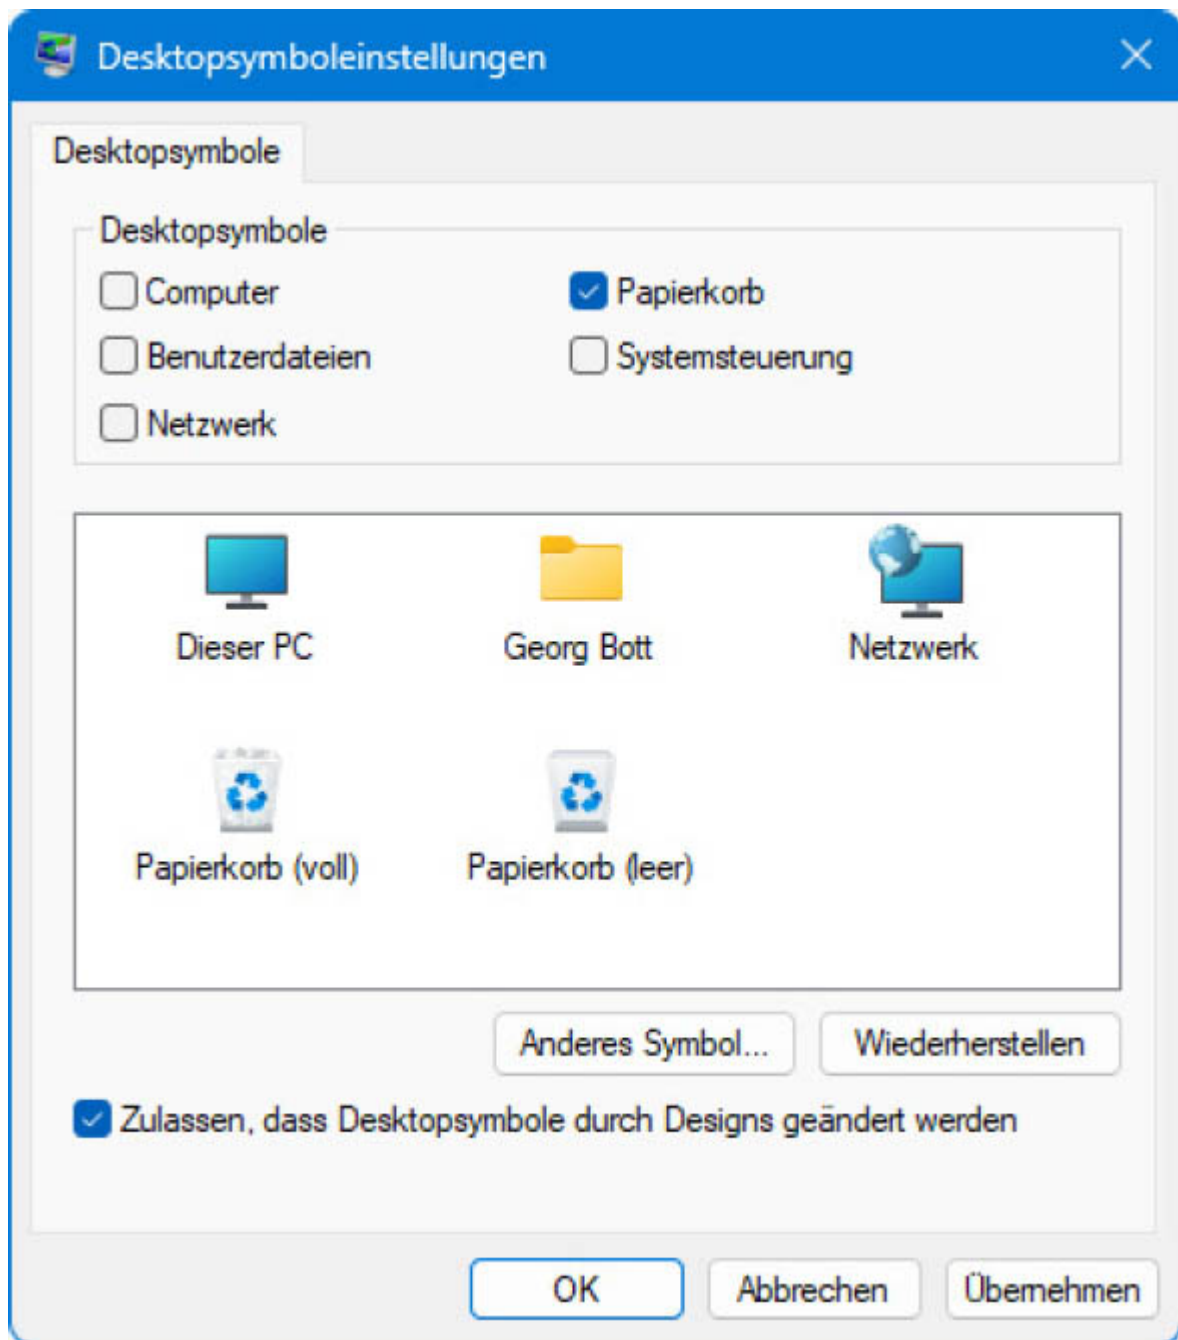 Desktopsymboleinstellungen
Desktopsymbole
Desktopsymbole
Computer Papierkorb
Benutzerdateien Systemsteuerung
Netzwerk
Dieser PC Georg Bott Netzwerk
Papierkorb (voll) Papierkorb (leer)
Anderes Symbol... Wiederherstellen
Zulassen, dass Desktopsymbole durch Designs geändert werden
OK Abbrechen Übernehmen